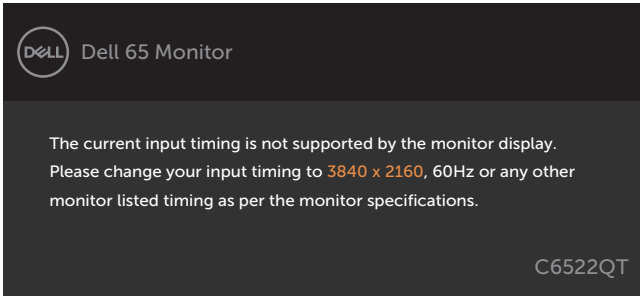 DELL
Dell 65 Monitor
The current input timing is not supported by the monitor display.
Please change your input timing to 3840 x 2160, 60Hz or any other
monitor listed timing as per the monitor specifications.
C6522QT